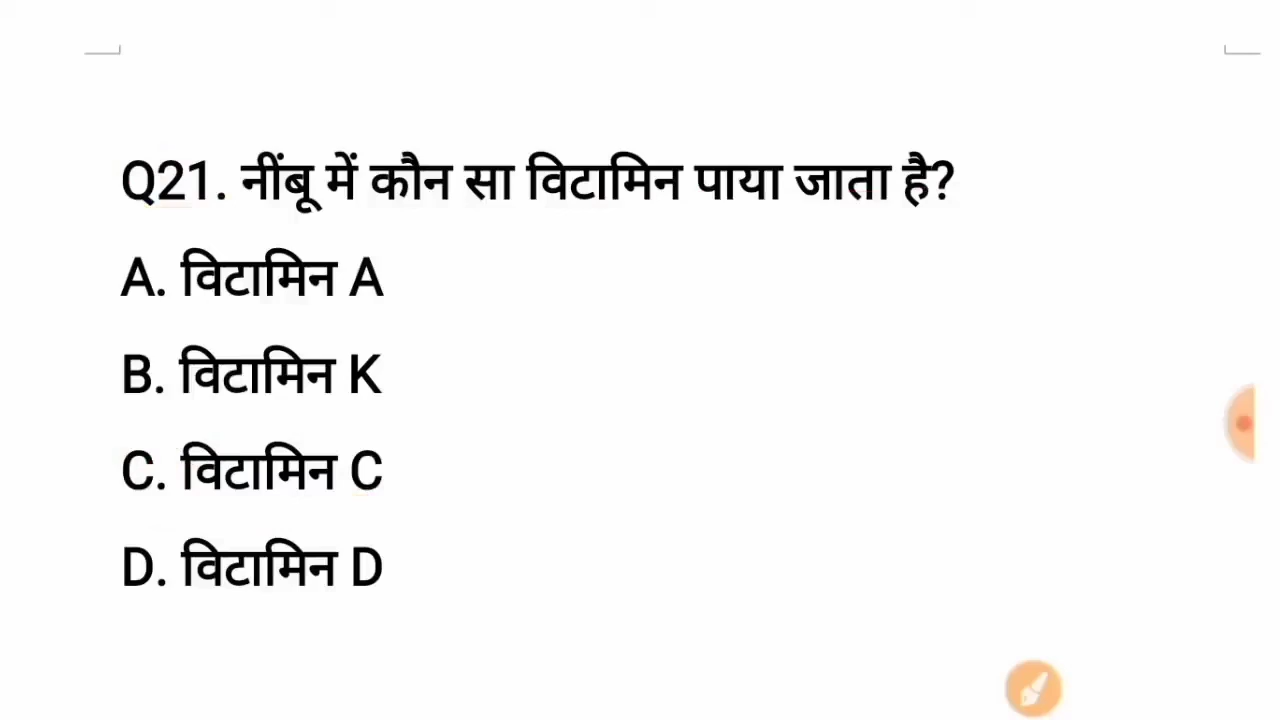 Q21. नींबू में कौन सा विटामिन पाया जाता है?
A. विटामिन A
B. विटामिन K
C. विटामिन C
D. विटामिन D